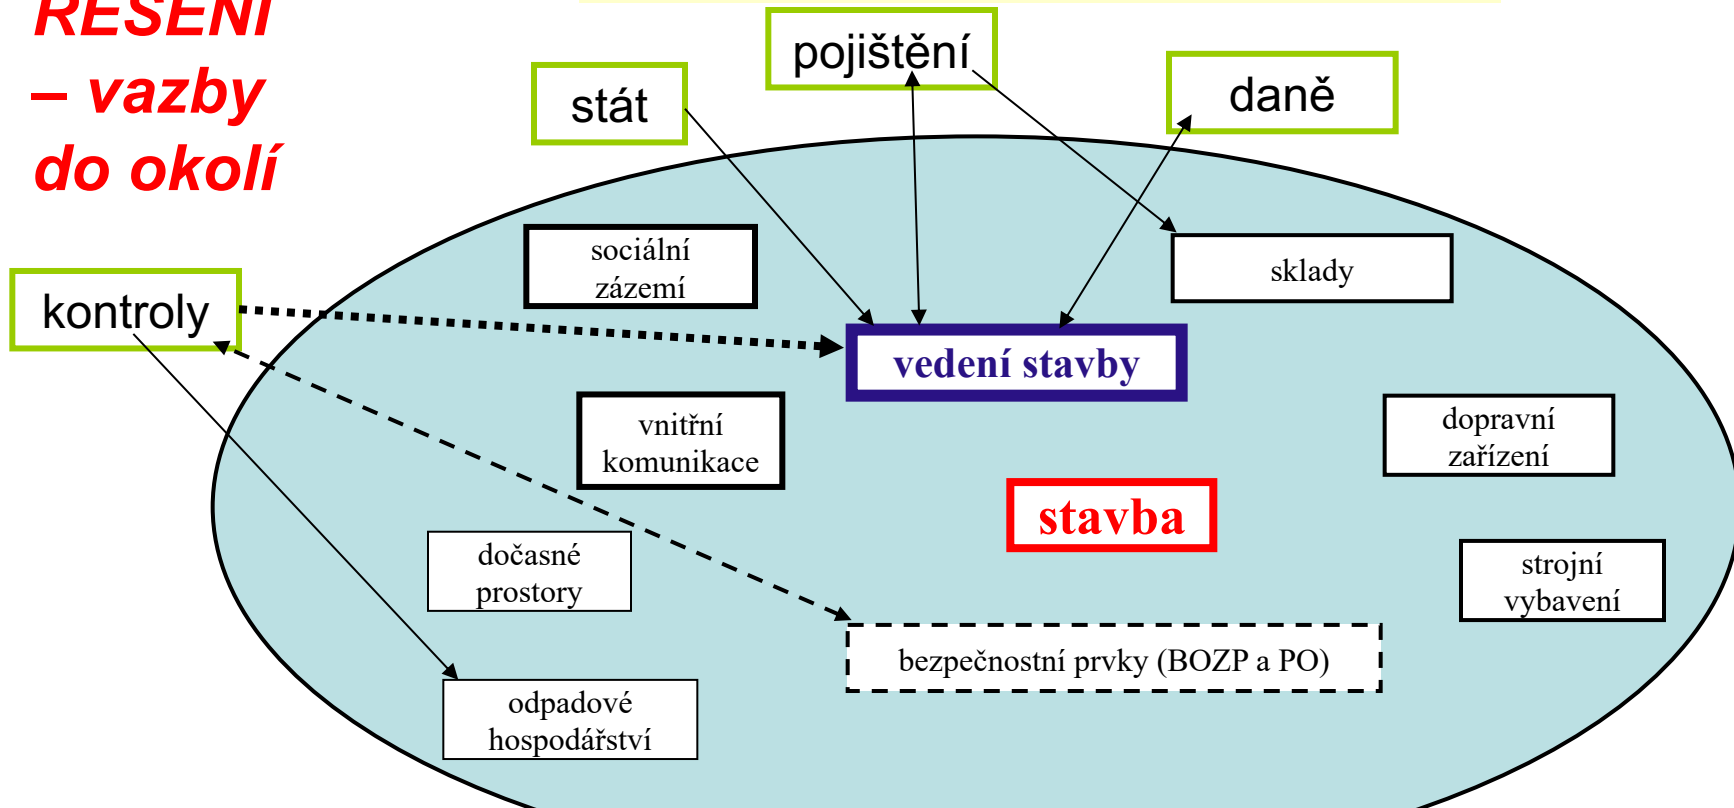 ŘEŠENÍ
– vazby
do okolí
pojištění
stát
daně
kontroly
sociální
zázemí
sklady
vedení stavby
vnitřní
komunikace
dopravní
zařízení
stavba
dočasné
prostory
strojní
vybavení
bezpečnostní prvky (BOZP a PO)
odpadové
hospodářství